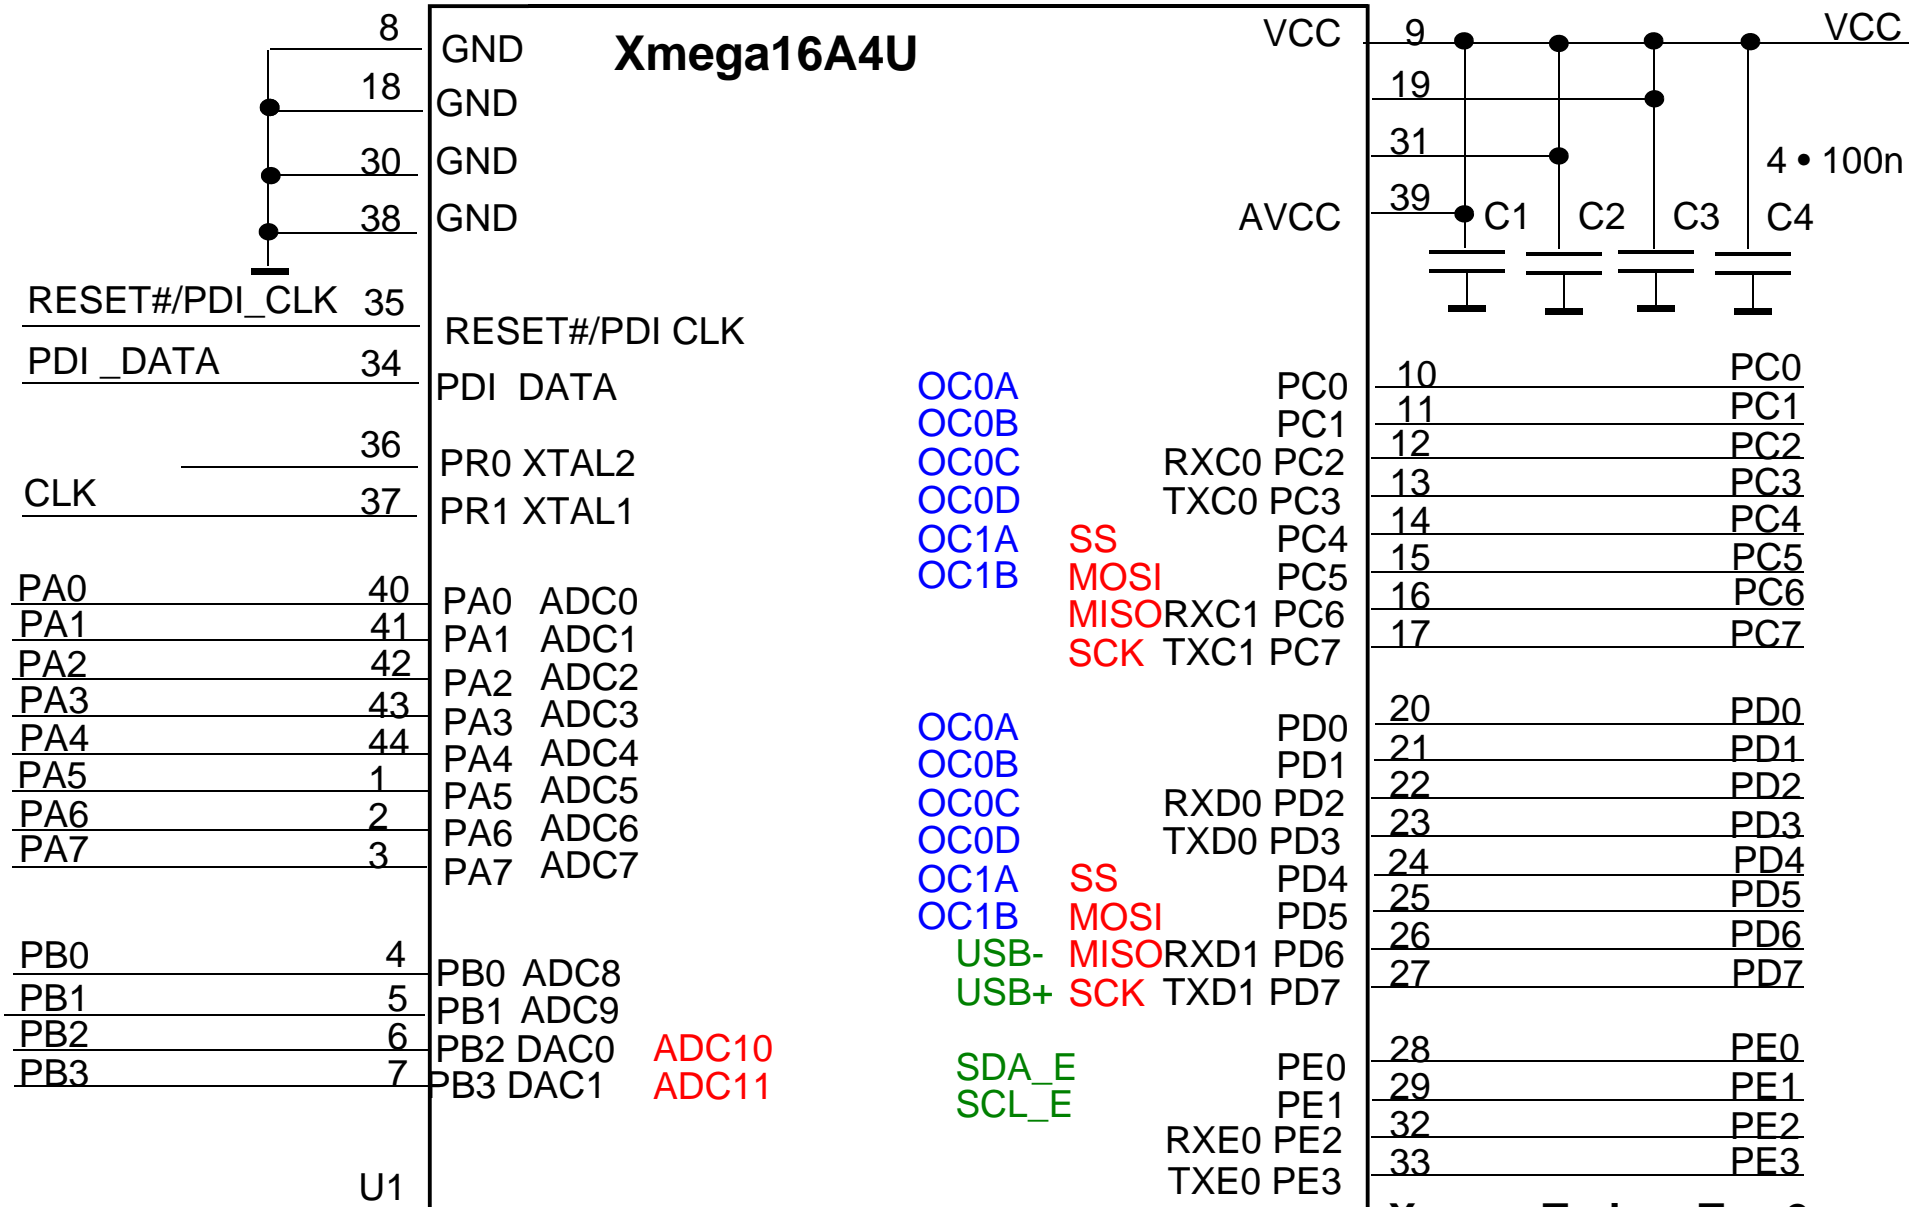 8 GND Xmega16A4U VCC 9 VCC
18 GND 19
30 GND 31 4 • 100n
38 GND AVCC 39 C1 C2 C3 C4
RESET#/PDI_CLK 35 RESET#/PDI CLK
PDI _DATA 34 PDI DATA OC0A PC0 10 PC0
OC0B PC1 11 PC1
36 PR0 XTAL2 OC0C RXC0 PC2 12 PC2
CLK 37 PR1 XTAL1 OC0D TXC0 PC3 13 PC3
OC1A SS PC4 14 PC4
OC1B MOSI PC5 15 PC5
PA0 40 PA0 ADC0 MISO RXC1 PC6 16 PC6
PA1 41 PA1 ADC1 SCK TXC1 PC7 17 PC7
PA2 42 PA2 ADC2
PA3 43 PA3 ADC3 OC0A PD0 20 PD0
PA4 44 PA4 ADC4 OC0B PD1 21 PD1
PA5 1 PA5 ADC5 OC0C RXD0 PD2 22 PD2
PA6 2 PA6 ADC6 OC0D TXD0 PD3 23 PD3
PA7 3 PA7 ADC7 OC1A SS PD4 24 PD4
OC1B MOSI PD5 25 PD5
PB0 4 PB0 ADC8 USB- MISO RXD1 PD6 26 PD6
PB1 5 PB1 ADC9 USB+ SCK TXD1 PD7 27 PD7
PB2 6 PB2 DAC0 ADC10 SDA_E PE0 28 PE0
PB3 7 PB3 DAC1 ADC11 SCL_E PE1 29 PE1
RXE0 PE2 32 PE2
U1 TXE0 PE3 33 PE3